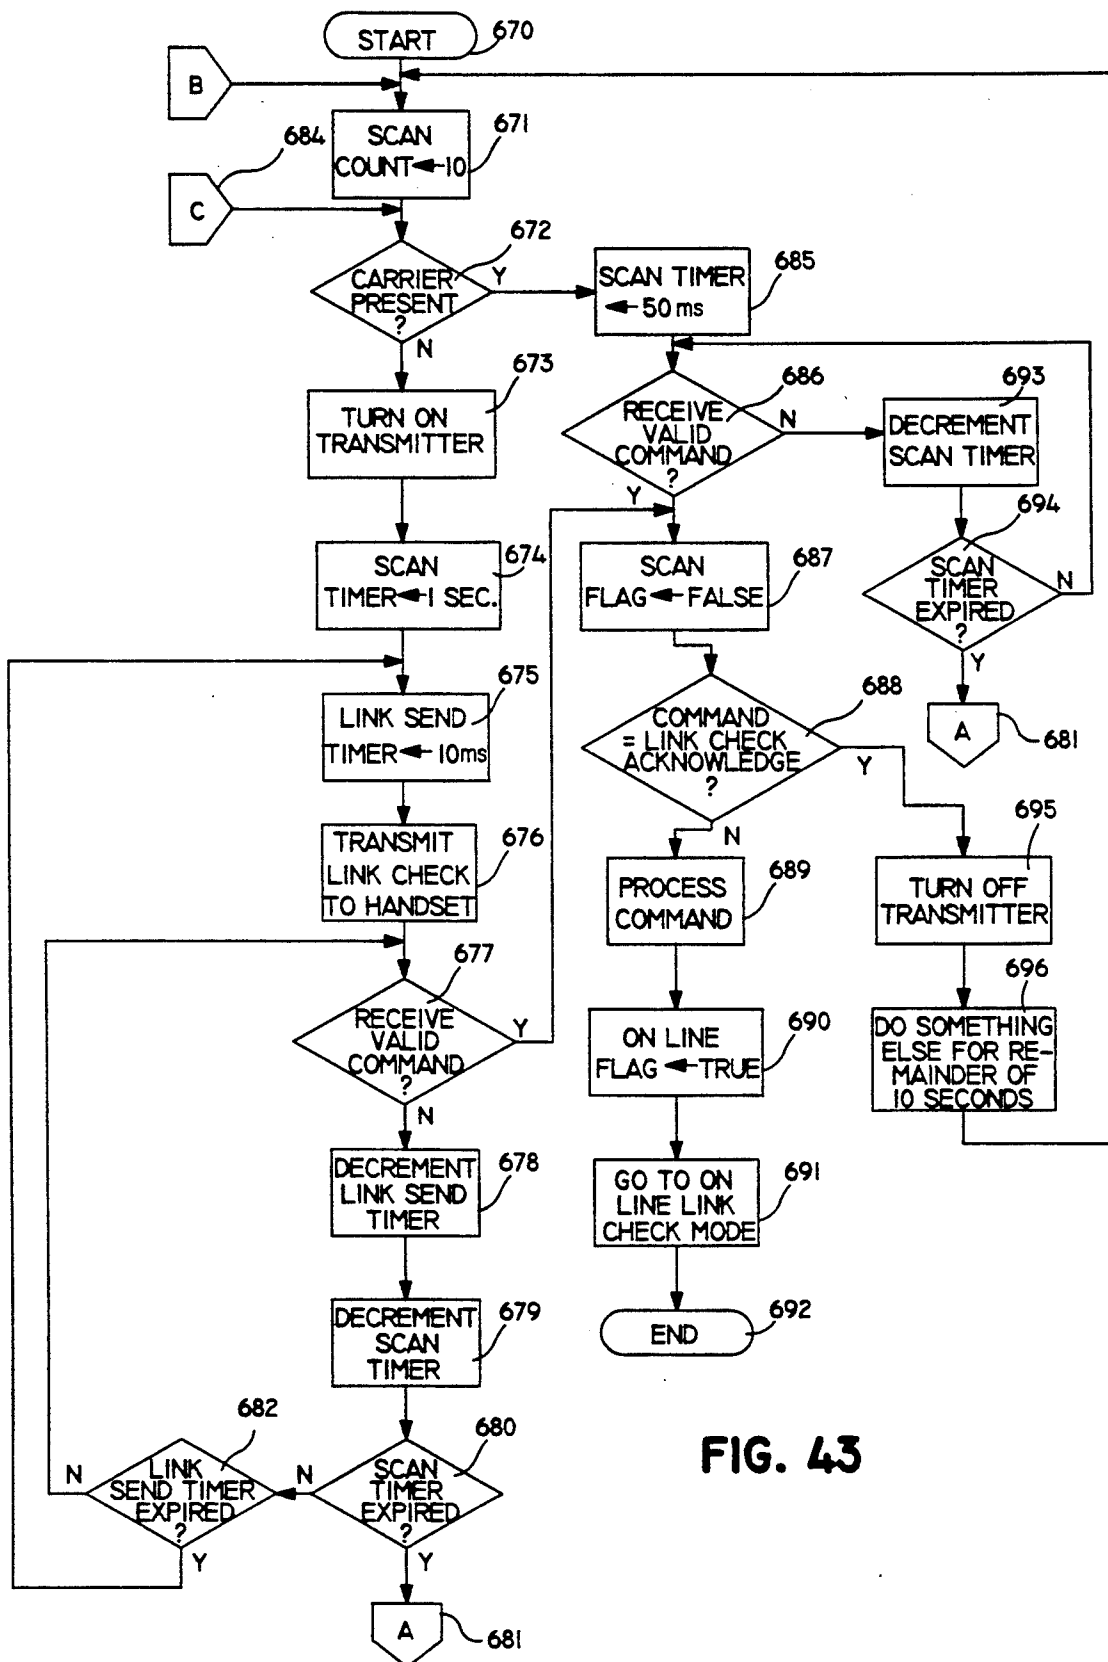 START
670
B
SCAN
COUNT←10
671
684
C
672
CARRIER
PRESENT
?
Y
N
SCAN TIMER
←50 ms
685
673
TURN ON
TRANSMITTER
686
RECEIVE
VALID
COMMAND
?
N
Y
693
DECREMENT
SCAN TIMER
694
SCAN
TIMER
EXPIRED
?
N
Y
A
681
SCAN
TIMER←1 SEC.
674
SCAN
FLAG←FALSE
687
675
LINK SEND
TIMER←10ms
COMMAND
= LINK CHECK
ACKNOWLEDGE
?
688
Y
N
TRANSMIT
LINK CHECK
TO HANDSET
676
PROCESS
COMMAND
689
695
TURN OFF
TRANSMITTER
677
RECEIVE
VALID
COMMAND
?
Y
N
ON LINE
FLAG←TRUE
690
696
DO SOMETHING
ELSE FOR RE-
MAINDER OF
10 SECONDS
DECREMENT
LINK SEND
TIMER
678
GO TO ON
LINE LINK
CHECK MODE
691
DECREMENT
SCAN
TIMER
679
END
692
682
LINK
SEND TIMER
EXPIRED
?
N
Y
680
SCAN
TIMER
EXPIRED
?
N
Y
A
681
FIG. 43